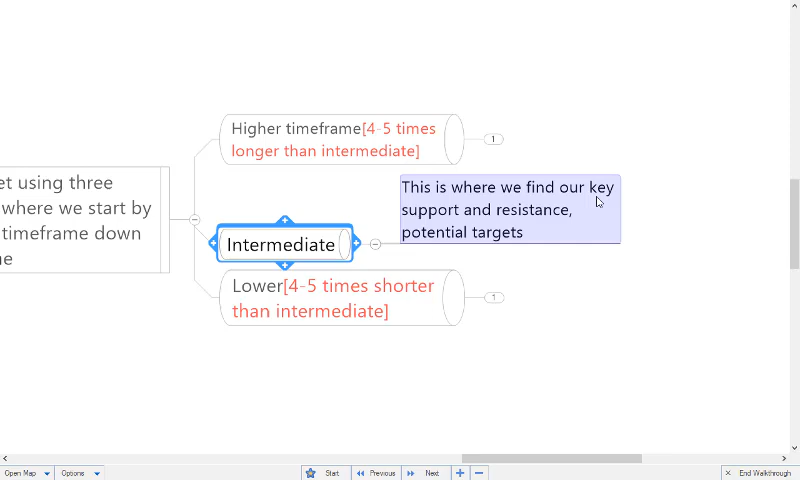 Higher timeframe[4-5 times
longer than intermediate]
1
et using three
where we start by
timeframe down
ne
This is where we find our key
support and resistance,
potential targets
Intermediate
Lower[4-5 times shorter
than intermediate]
1
Open Map
Options
Start
Previous
Next
End Walkthrough